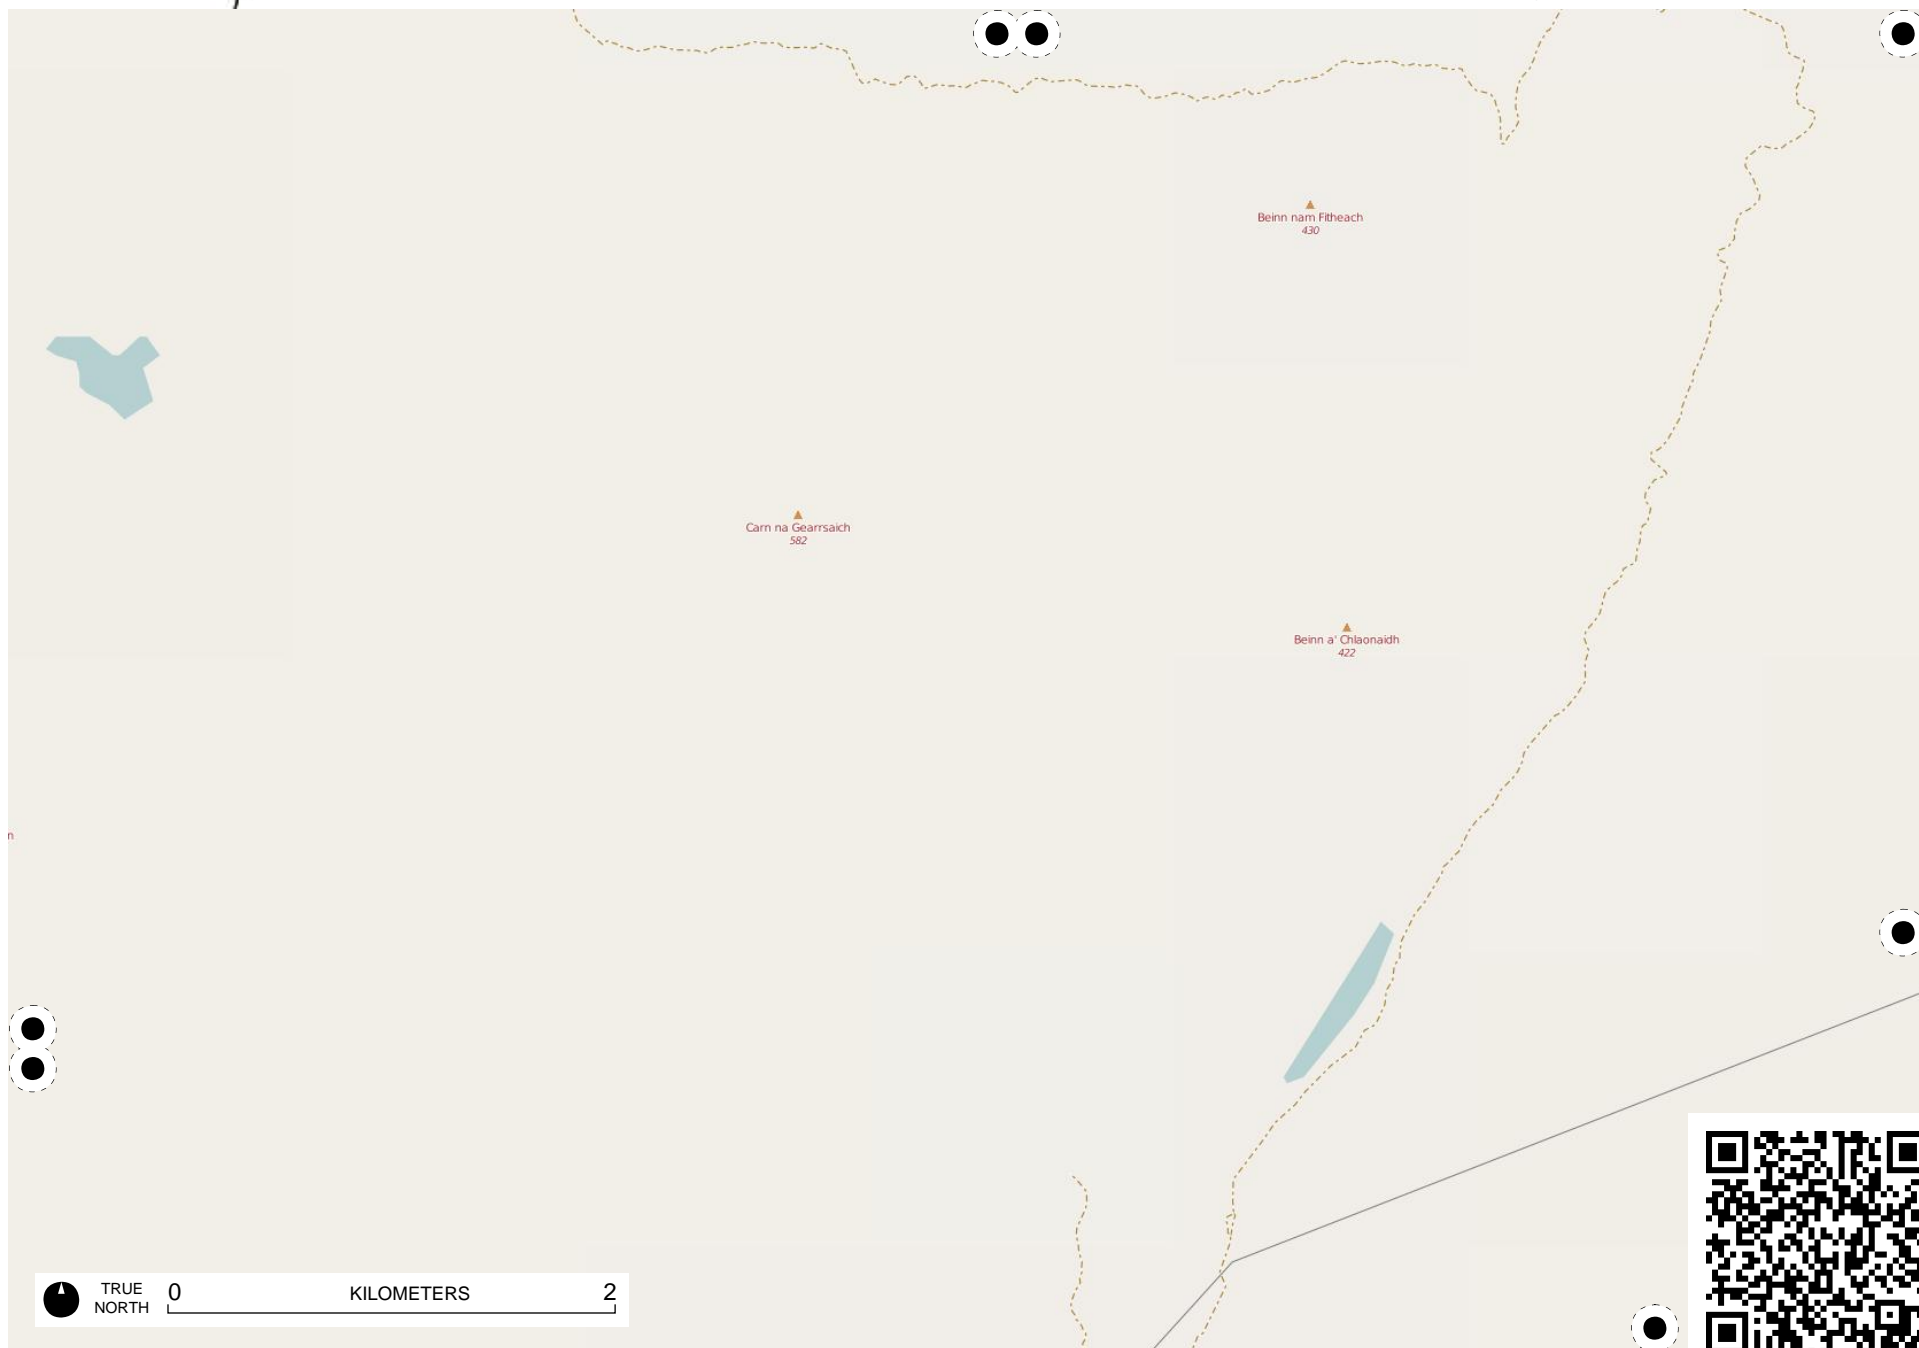 Beinn nam Fitheach
430
Carn na Gearrsaich
582
Beinn a' Chlaonaidh
422
n
TRUE
NORTH
0 KILOMETERS 2